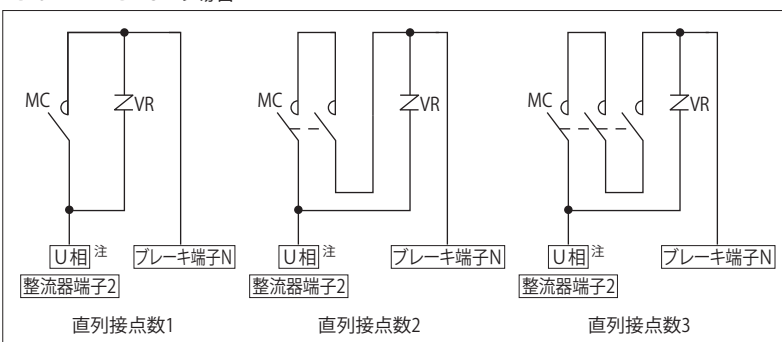 MC
VR
MC
VR
MC
VR
U相 注
ブレーキ端子N
U相 注
ブレーキ端子N
U相 注
ブレーキ端子N
整流器端子2
整流器端子2
整流器端子2
直列接点数1
直列接点数2
直列接点数3